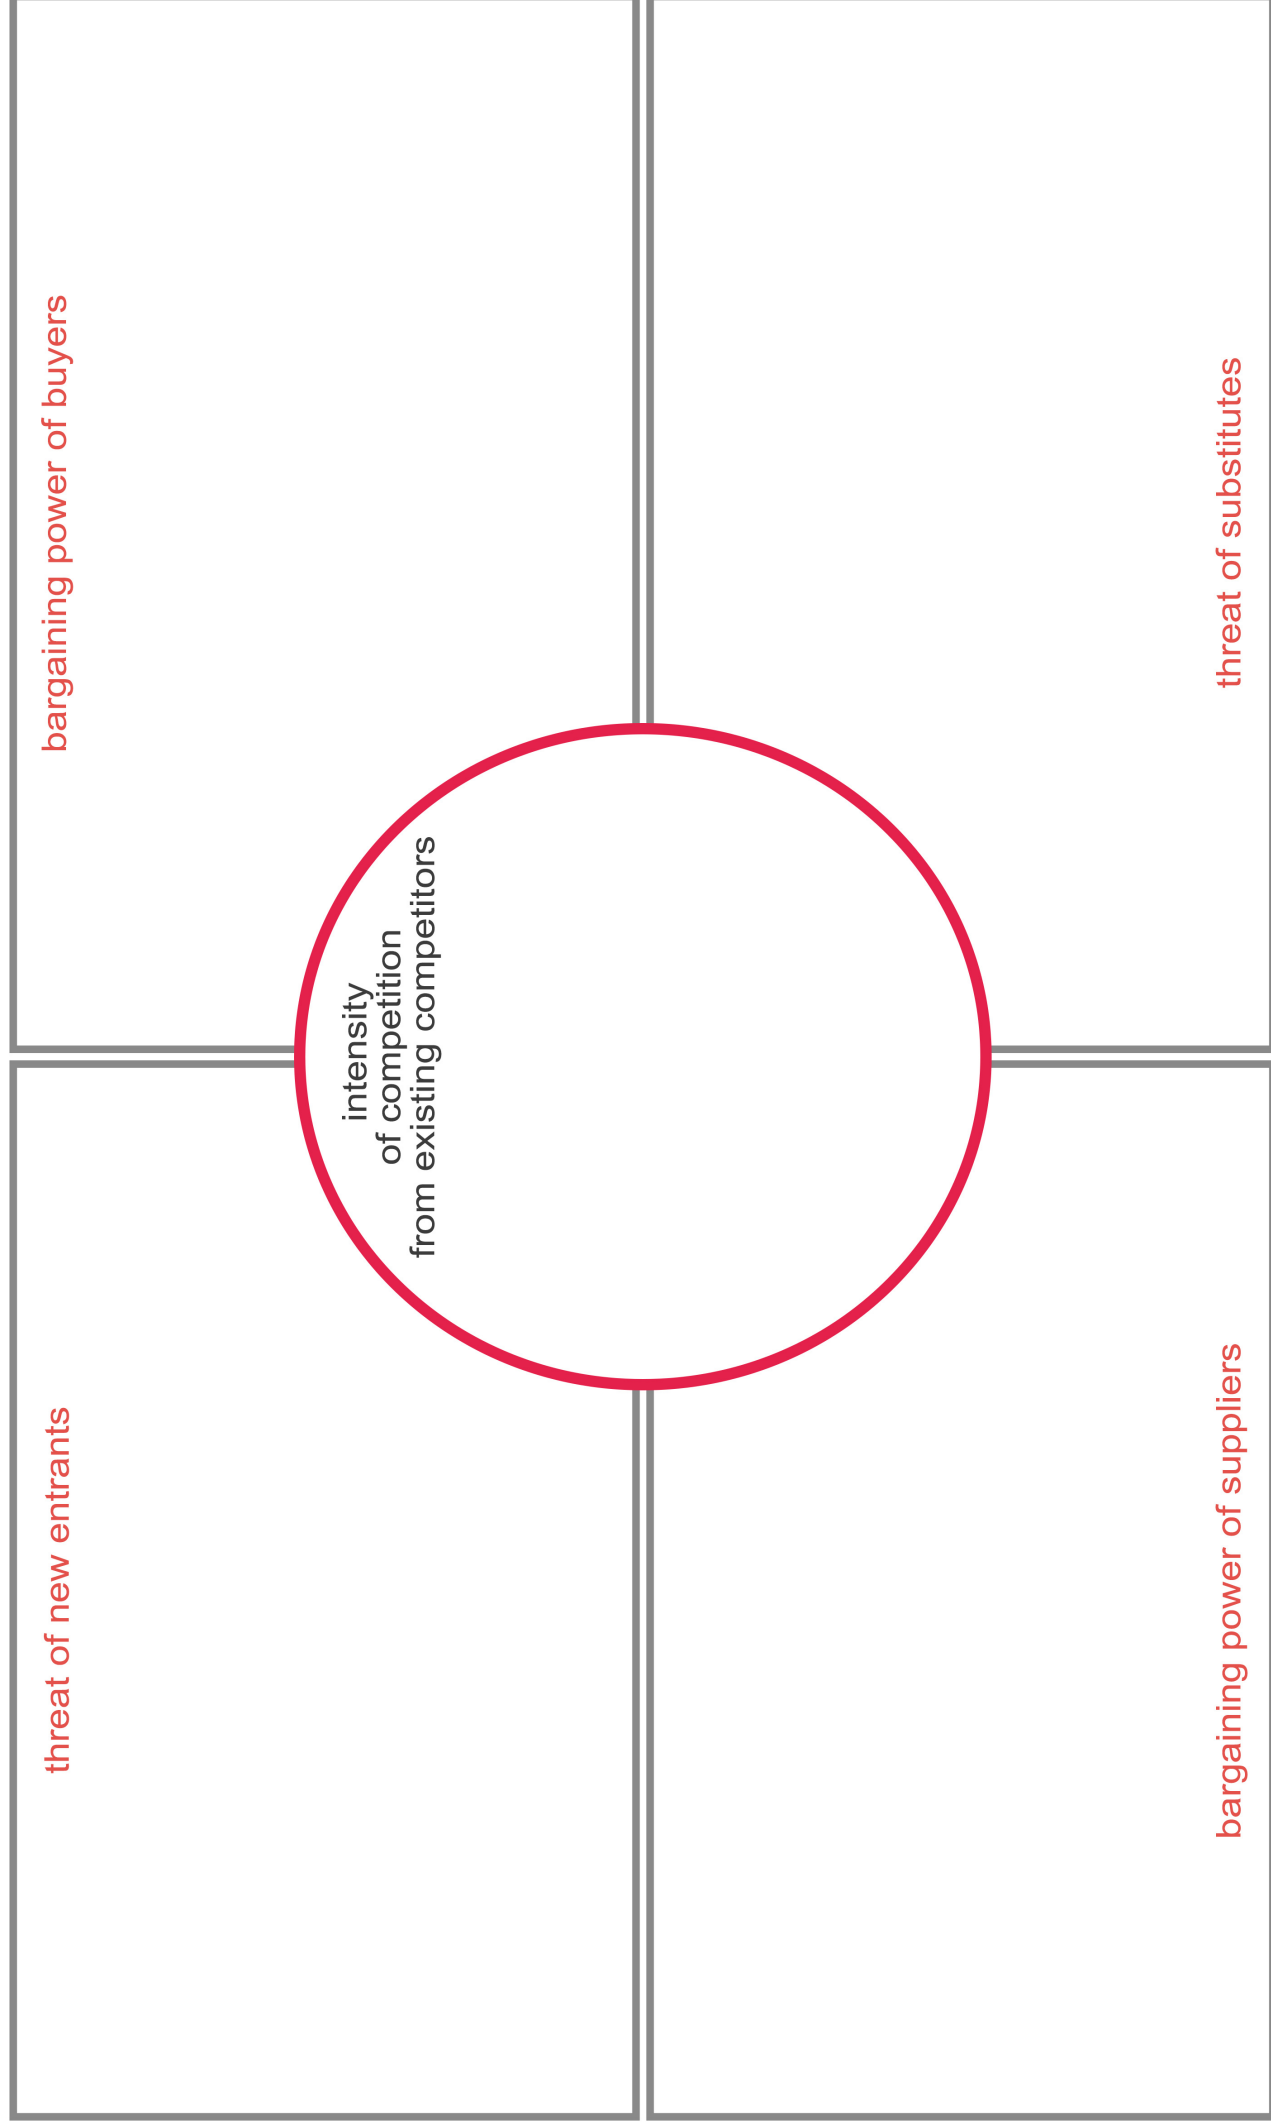 threat of new entrants
bargaining power of buyers
intensity
of competition
from existing competitors
bargaining power of suppliers
threat of substitutes